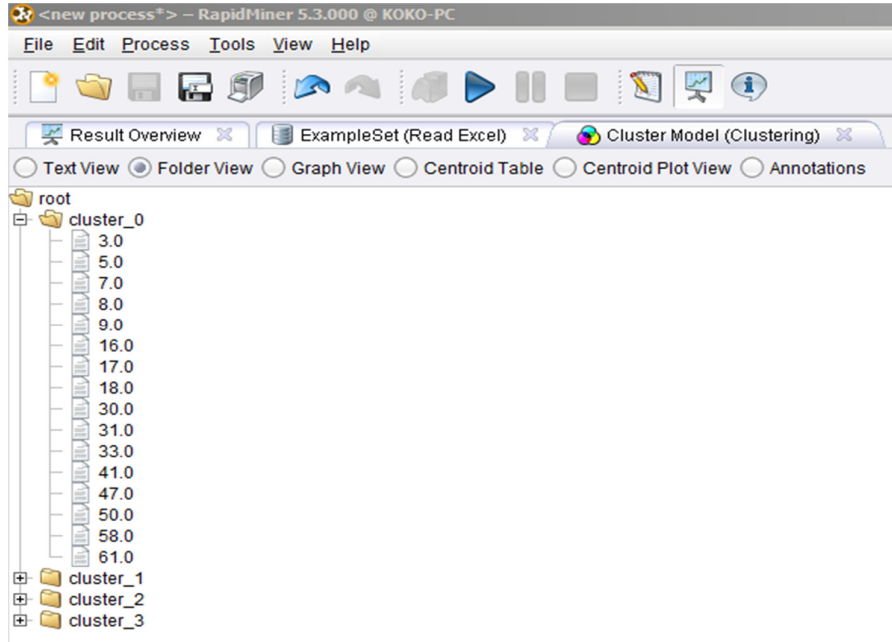 <new process*> – RapidMiner 5.3.000 @ KOKO-PC
File Edit Process Tools View Help
Result Overview ExampleSet (Read Excel) Cluster Model (Clustering)
Text View Folder View Graph View Centroid Table Centroid Plot View Annotations
root
cluster_0
3.0
5.0
7.0
8.0
9.0
16.0
17.0
18.0
30.0
31.0
33.0
41.0
47.0
50.0
58.0
61.0
cluster_1
cluster_2
cluster_3